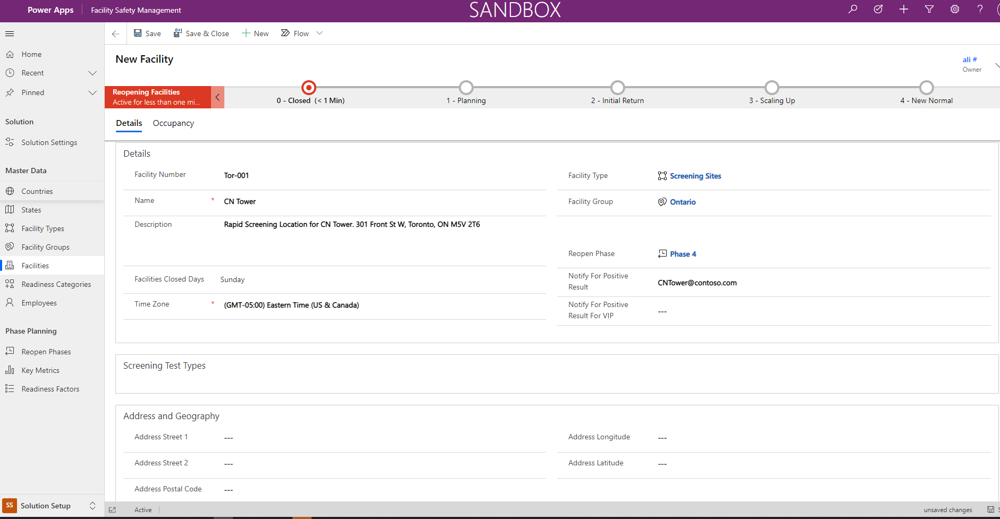 Power Apps
Facility Safety Management
SANDBOX
Save
Save & Close
New
Flow
Home
Recent
Pinned
Solution
Solution Settings
Master Data
Countries
States
Facility Types
Facility Groups
Facilities
Readiness Categories
Employees
Phase Planning
Reopen Phases
Key Metrics
Readiness Factors
SS
Solution Setup
New Facility
ali #
Owner
Reopening Facilities
Active for less than one mi...
0 - Closed (< 1 Min)
1 - Planning
2 - Initial Return
3 - Scaling Up
4 - New Normal
Details
Occupancy
Details
Facility Number
Tor-001
Name
*
CN Tower
Description
Rapid Screening Location for CN Tower. 301 Front St W, Toronto, ON M5V 2T6
Facilities Closed Days
Sunday
Time Zone
*
(GMT-05:00) Eastern Time (US & Canada)
Facility Type
Screening Sites
Facility Group
Ontario
Reopen Phase
Phase 4
Notify For Positive
Result
CNTower@contoso.com
Notify For Positive
Result For VIP
---
Screening Test Types
Address and Geography
Address Street 1
---
Address Street 2
---
Address Postal Code
---
Address Longitude
---
Address Latitude
---
Active
unsaved changes